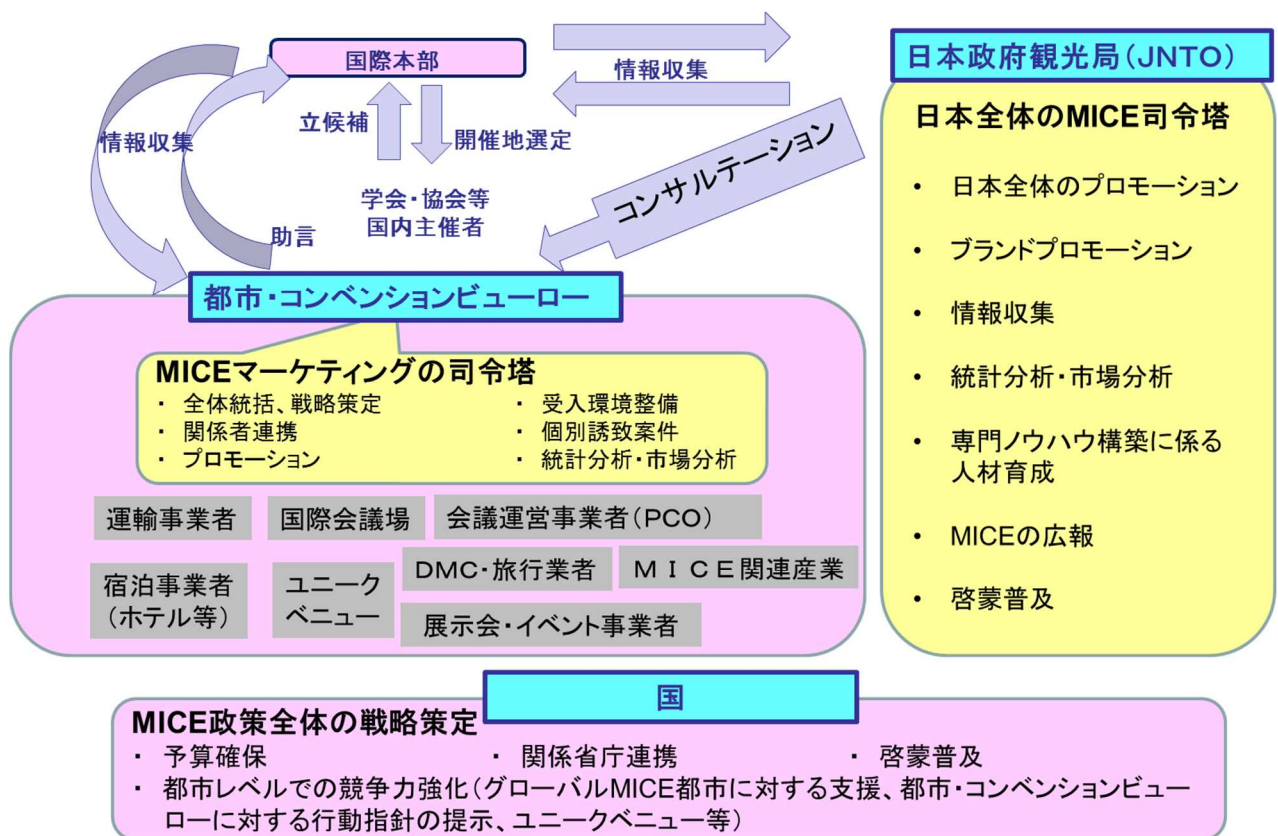 国際本部
情報収集
情報収集
立候補
開催地選定
コンサルテーション
学会・協会等
国内主催者
助言
都市・コンベンションビューロー
MICEマーケティングの司令塔
・ 全体統括、戦略策定
・ 関係者連携
・ プロモーション
・ 受入環境整備
・ 個別誘致案件
・ 統計分析・市場分析
運輸事業者
国際会議場
会議運営事業者(PCO)
宿泊事業者
(ホテル等)
ユニーク
ベニュー
DMC・旅行業者
MICE関連産業
展示会・イベント事業者
日本政府観光局(JNTO)
日本全体のMICE司令塔
• 日本全体のプロモーション
• ブランドプロモーション
• 情報収集
• 統計分析・市場分析
• 専門ノウハウ構築に係る
人材育成
• MICEの広報
• 啓蒙普及
国
MICE政策全体の戦略策定
・ 予算確保 ・ 関係省庁連携 ・ 啓蒙普及
・ 都市レベルでの競争力強化(グローバルMICE都市に対する支援、都市・コンベンションビュー
ローに対する行動指針の提示、ユニークベニュー等)